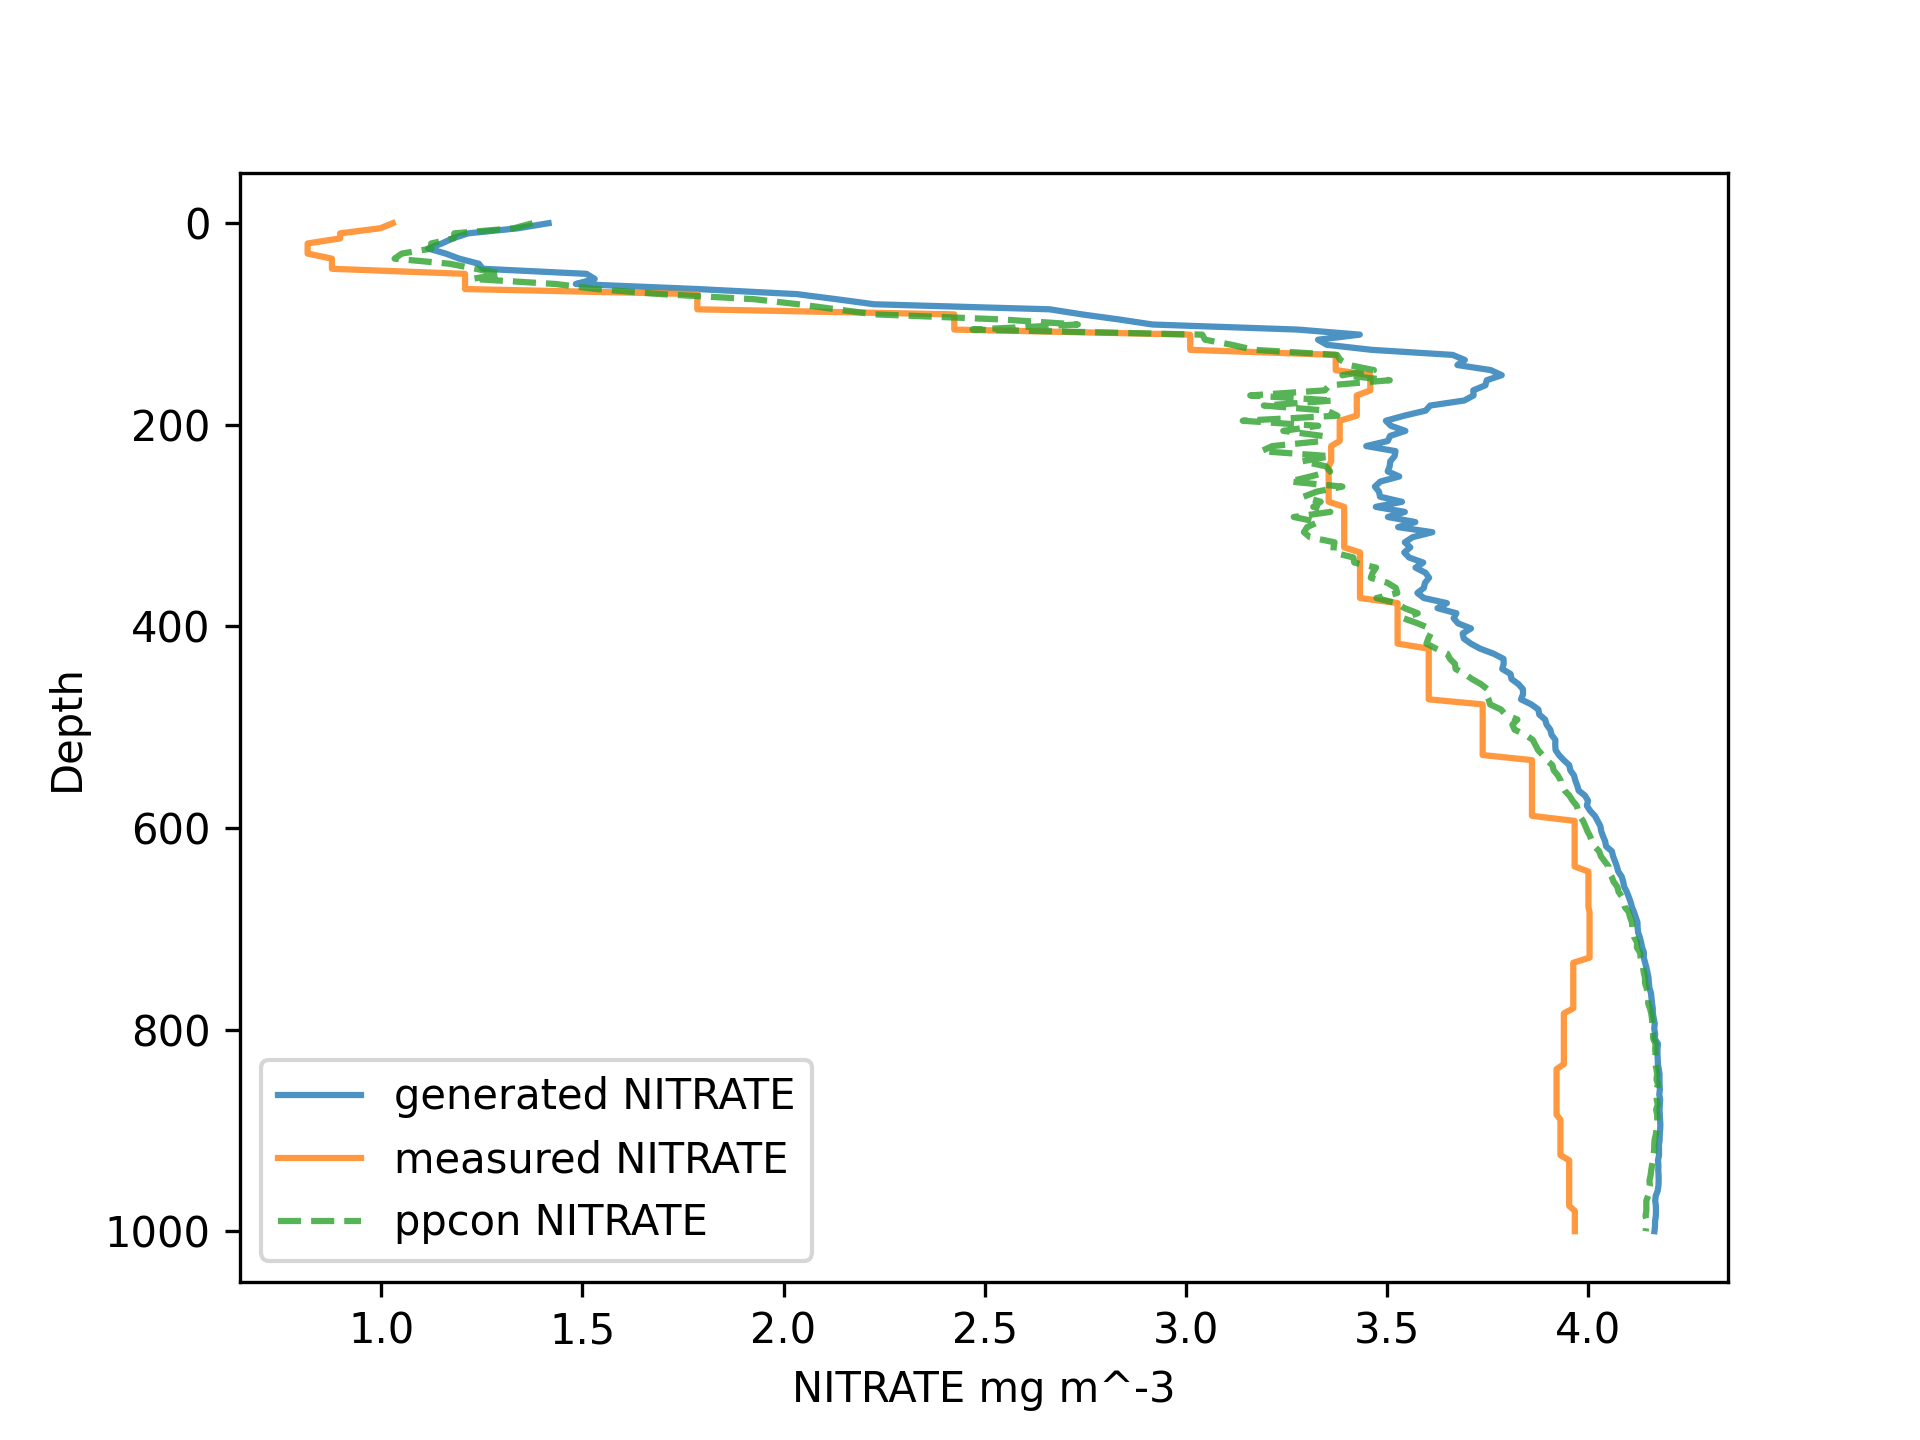 0
200
400
600
800
1000
Depth
generated NITRATE
measured NITRATE
ppcon NITRATE
1.0 1.5 2.0 2.5 3.0 3.5 4.0
NITRATE mg m^-3